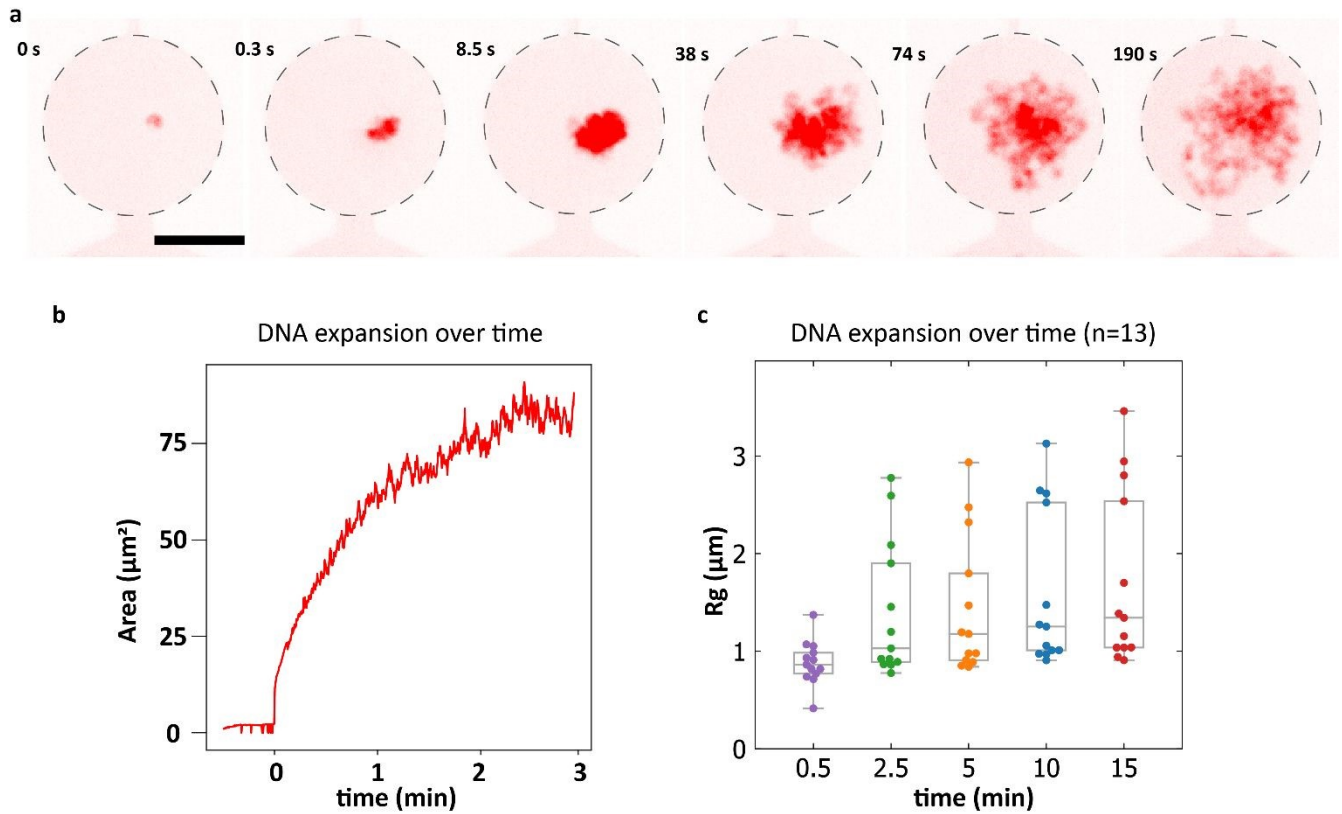 a
0 s
0.3 s
8.5 s
38 s
74 s
190 s
b
DNA expansion over time
Area (µm²)
75
50
25
0
0
1
2
3
time (min)
c
DNA expansion over time (n=13)
Rg (µm)
3
2
1
0
0.5
2.5
5
10
15
time (min)